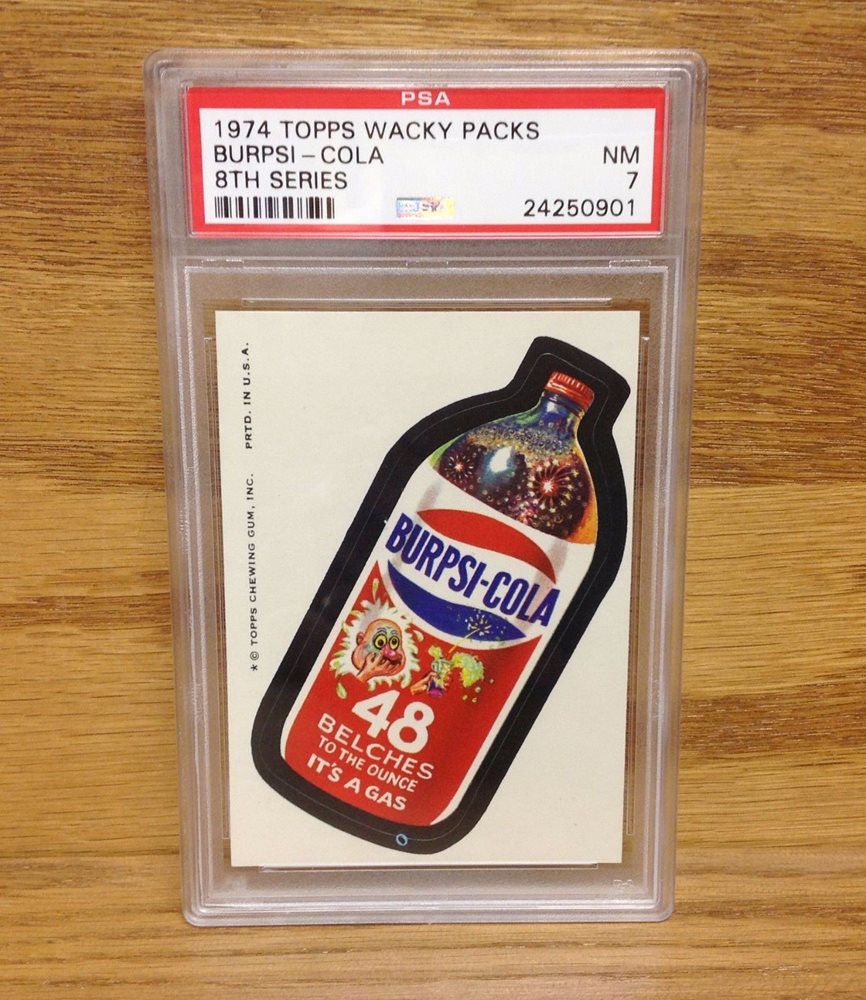 PSA
1974 TOPPS WACKY PACKS
BURPSI-COLA NM
8TH SERIES 7
24250901
★ © TOPPS CHEWING GUM, INC. PRTD. IN U.S.A.
BURPSI-COLA
48
BELCHES
TO THE OUNCE
IT'S A GAS